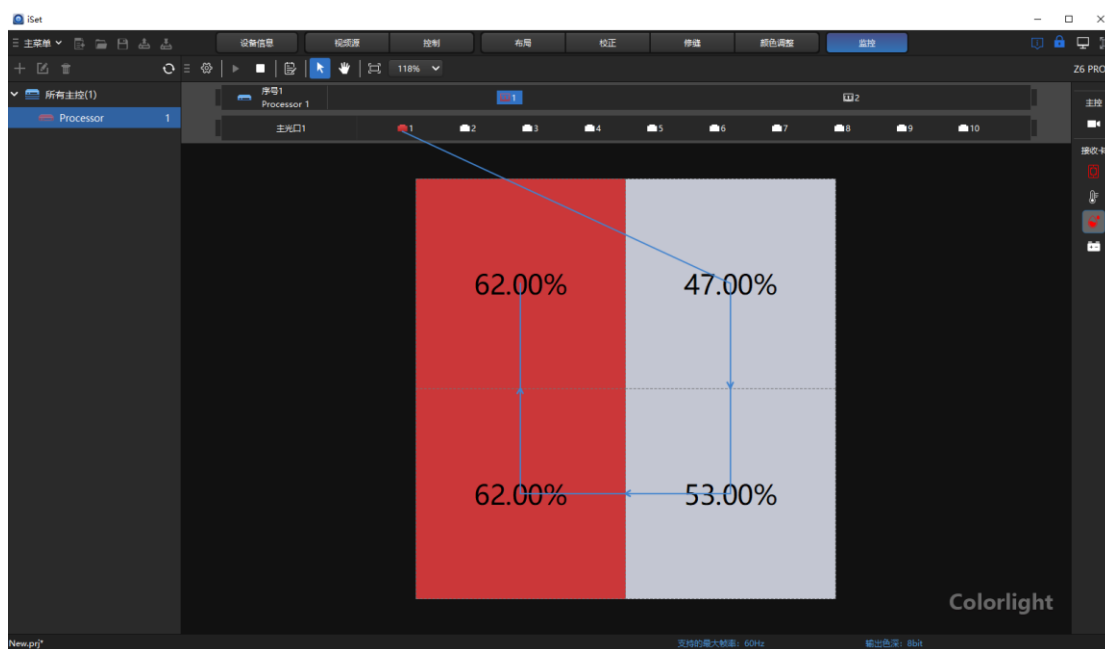 iSet
主菜单
设备信息 视频源 控制 布局 校正 修缝 颜色调整 监控
118%
Z6 PRO
所有主控(1)
Processor 1
序号1
Processor 1
1 2
主光口1 1 2 3 4 5 6 7 8 9 10
主控
62.00% 47.00%
62.00% 53.00%
Colorlight
New.prj*
支持的最大帧率：60Hz 输出色深：8bit